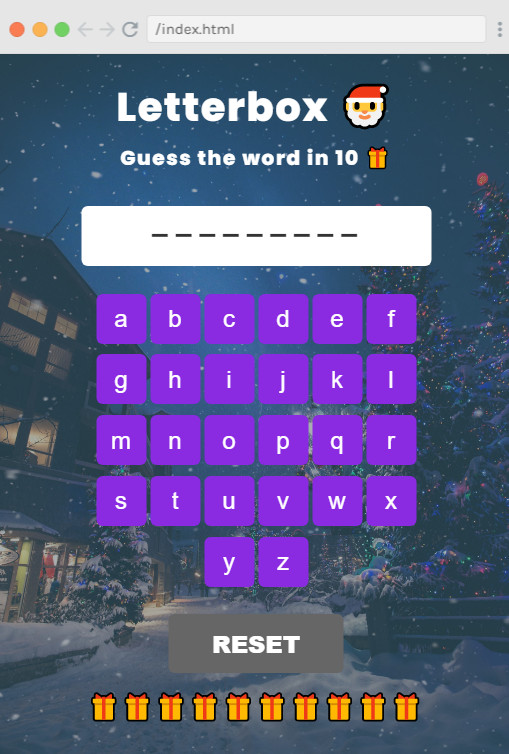 /index.html
Letterbox 🎅
Guess the word in 10 🎁
_ _ _ _ _ _ _ _ _
a b c d e f
g h i j k l
m n o p q r
s t u v w x
y z
RESET